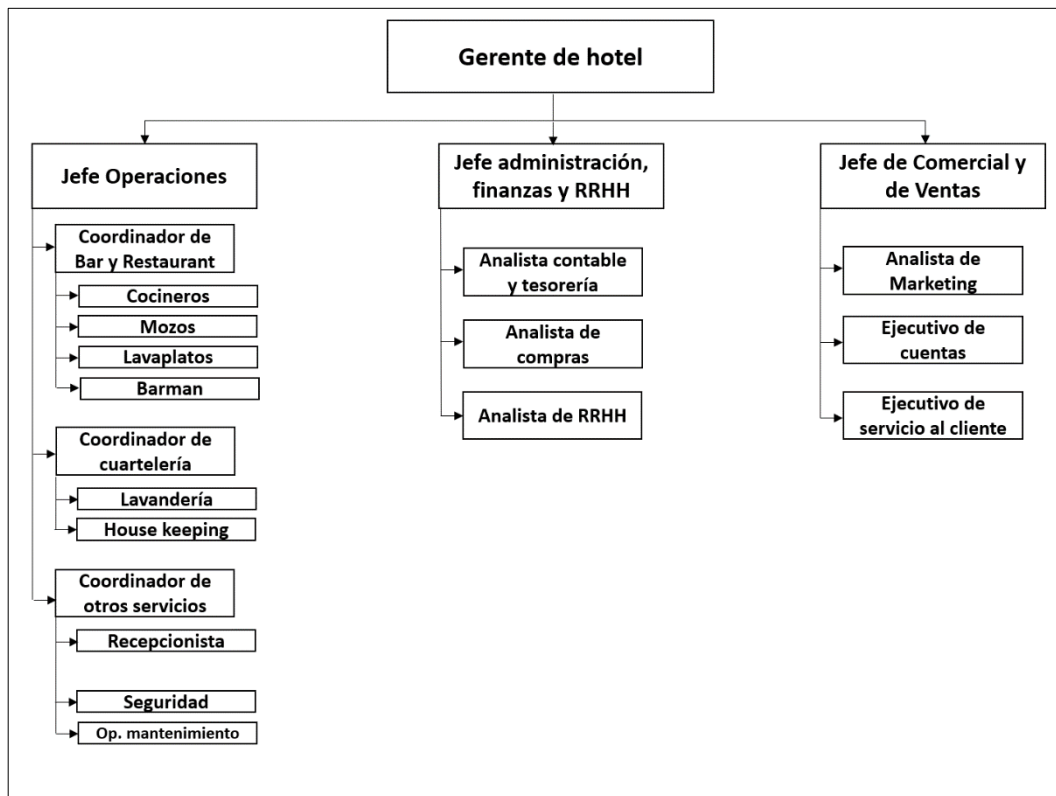 Gerente de hotel
Jefe Operaciones
Coordinador de
Bar y Restaurant
Cocineros
Mozos
Lavaplatos
Barman
Coordinador de
cuartelería
Lavandería
House keeping
Coordinador de
otros servicios
Recepcionista
Seguridad
Op. mantenimiento
Jefe administración,
finanzas y RRHH
Analista contable
y tesorería
Analista de
compras
Analista de RRHH
Jefe de Comercial y
de Ventas
Analista de
Marketing
Ejecutivo de
cuentas
Ejecutivo de
servicio al cliente